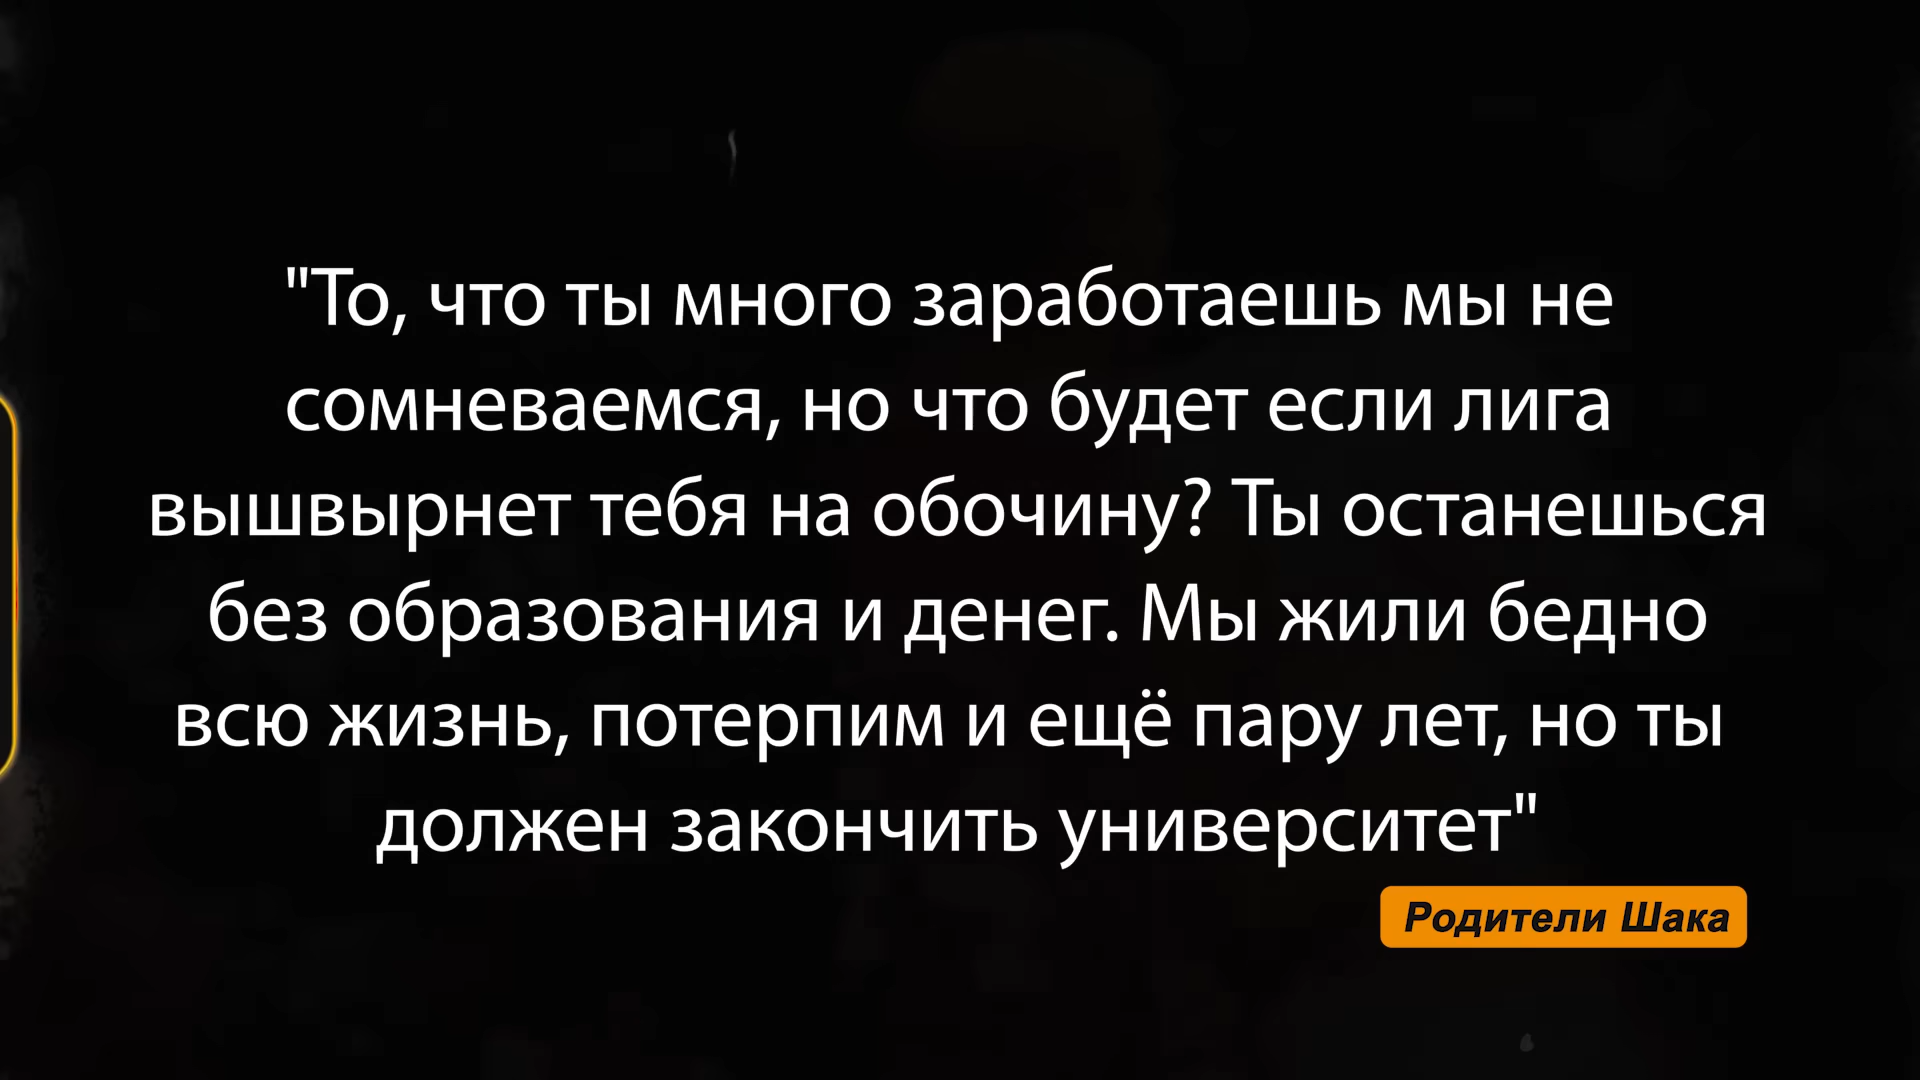 "То, что ты много заработаешь мы не
сомневаемся, но что будет если лига
вышвырнет тебя на обочину? Ты останешься
без образования и денег. Мы жили бедно
всю жизнь, потерпим и ещё пару лет, но ты
должен закончить университет"
Родители Шака